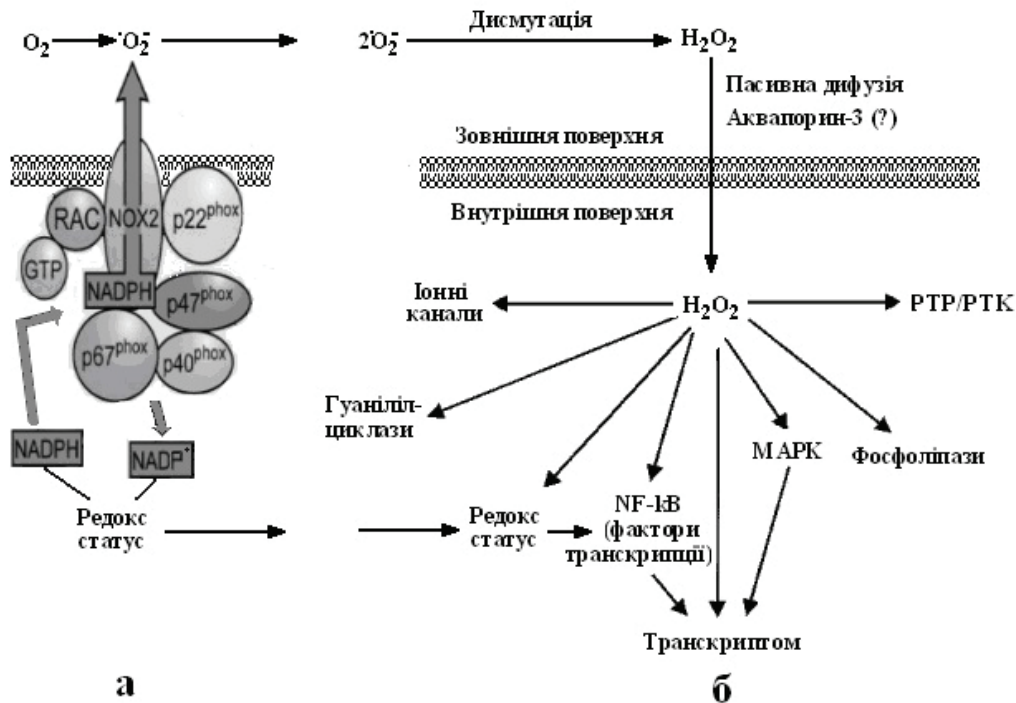 O2
·O2-
2·O2-
Дисмутація
H2O2
Пасивна дифузія
Аквапорин-3 (?)
Зовнішня поверхня
Внутрішня поверхня
RAC
NOX2
p22phox
GTP
NADPH
p47phox
p67phox
p40phox
NADPH
NADP+
Редокс
статус
Іонні
канали
H2O2
PTP/PTK
Гуаніліл-
циклази
Редокс
статус
NF-kB
(фактори
транскрипції)
МАРК
Фосфоліпази
Транскриптом
а
б